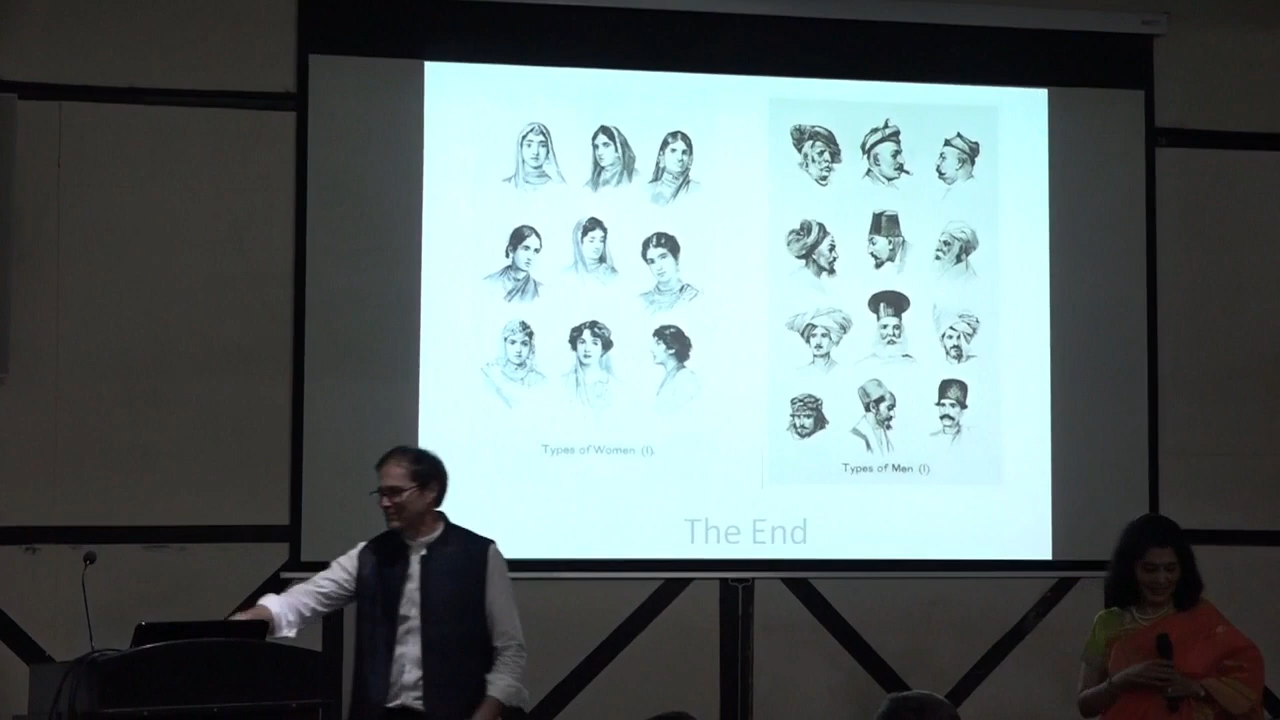 Types of Women (I).
Types of Men (I)
The End